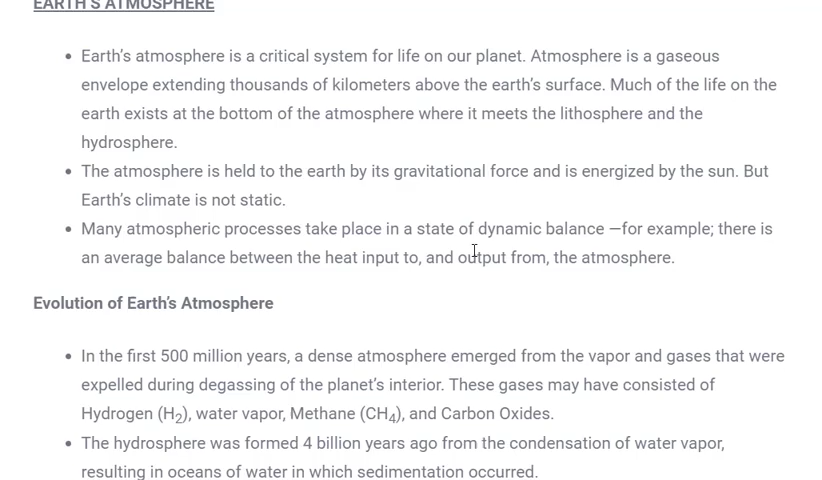 EARTH'S ATMOSPHERE
Earth’s atmosphere is a critical system for life on our planet. Atmosphere is a gaseous
envelope extending thousands of kilometers above the earth’s surface. Much of the life on the
earth exists at the bottom of the atmosphere where it meets the lithosphere and the
hydrosphere.
The atmosphere is held to the earth by its gravitational force and is energized by the sun. But
Earth’s climate is not static.
Many atmospheric processes take place in a state of dynamic balance —for example; there is
an average balance between the heat input to, and output from, the atmosphere.
Evolution of Earth’s Atmosphere
In the first 500 million years, a dense atmosphere emerged from the vapor and gases that were
expelled during degassing of the planet’s interior. These gases may have consisted of
Hydrogen (H₂), water vapor, Methane (CH₄), and Carbon Oxides.
The hydrosphere was formed 4 billion years ago from the condensation of water vapor,
resulting in oceans of water in which sedimentation occurred.